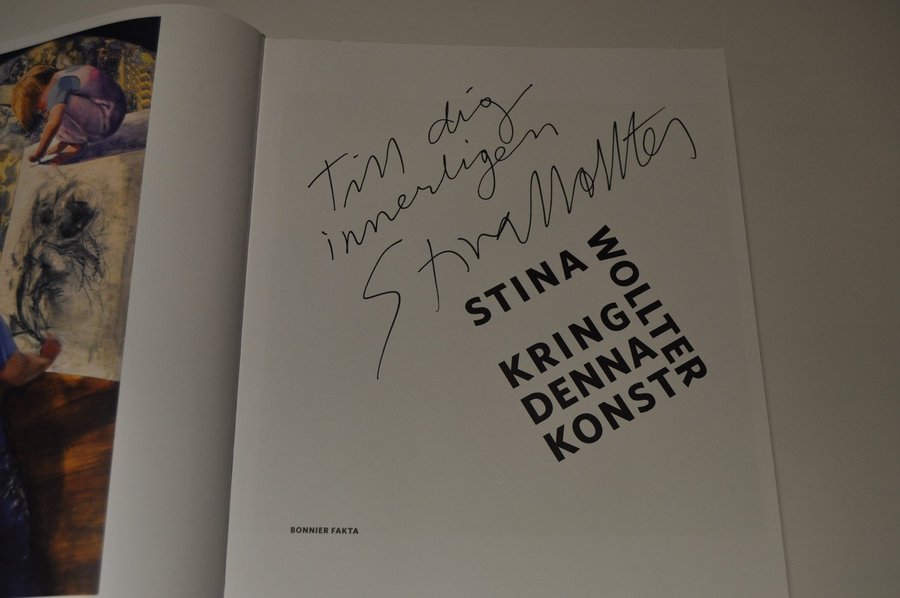 Till dig
innerligen
Stina Wollter
STINA
WOLLTER
KRING
DENNA
KONST
BONNIER FAKTA